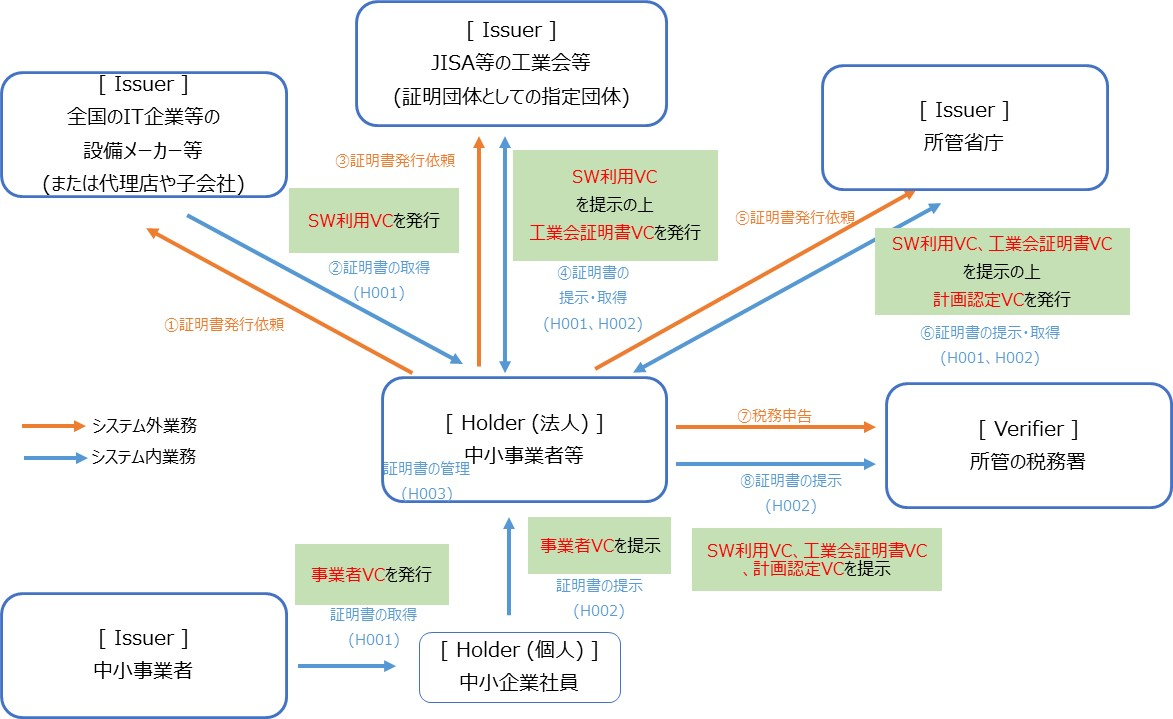 [ Issuer ]
JISA等の工業会等
(証明団体としての指定団体)
[ Issuer ]
全国のIT企業等の
設備メーカー等
(または代理店や子会社)
[ Issuer ]
所管省庁
③証明書発行依頼
SW利用VCを発行
②証明書の取得
(H001)
①証明書発行依頼
SW利用VC
を提示の上
工業会証明書VCを発行
④証明書の
提示・取得
(H001、H002)
⑤証明書発行依頼
SW利用VC、工業会証明書VC
を提示の上
計画認定VCを発行
⑥証明書の提示・取得
(H001、H002)
システム外業務
システム内業務
[ Holder (法人) ]
中小事業者等
証明書の管理
(H003)
⑦税務申告
⑧証明書の提示
(H002)
[ Verifier ]
所管の税務署
SW利用VC、工業会証明書VC
、計画認定VCを提示
事業者VCを提示
証明書の提示
(H002)
事業者VCを発行
証明書の取得
(H001)
[ Issuer ]
中小事業者
[ Holder (個人) ]
中小企業社員